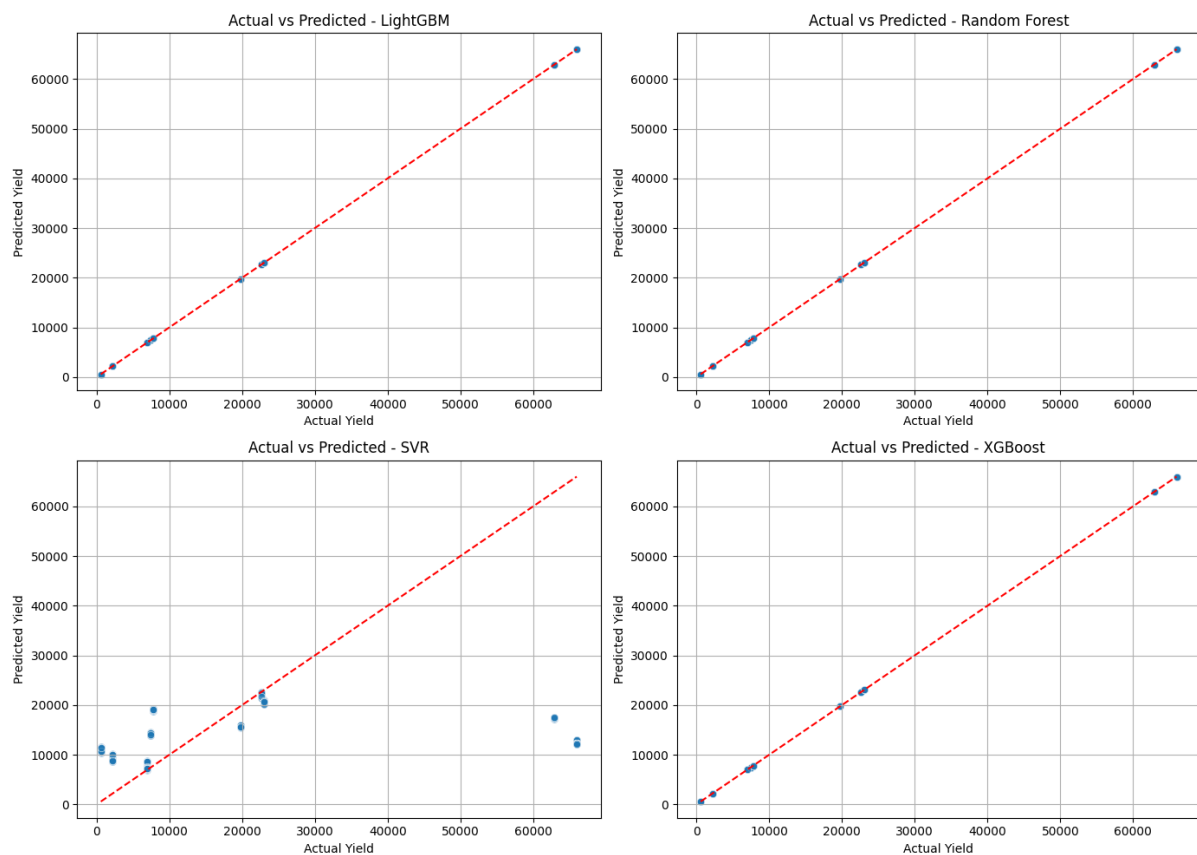 Actual vs Predicted - LightGBM
60000
50000
40000
30000
20000
10000
0
Predicted Yield
0 10000 20000 30000 40000 50000 60000
Actual Yield
Actual vs Predicted - Random Forest
60000
50000
40000
30000
20000
10000
0
Predicted Yield
0 10000 20000 30000 40000 50000 60000
Actual Yield
Actual vs Predicted - SVR
60000
50000
40000
30000
20000
10000
0
Predicted Yield
0 10000 20000 30000 40000 50000 60000
Actual Yield
Actual vs Predicted - XGBoost
60000
50000
40000
30000
20000
10000
0
Predicted Yield
0 10000 20000 30000 40000 50000 60000
Actual Yield